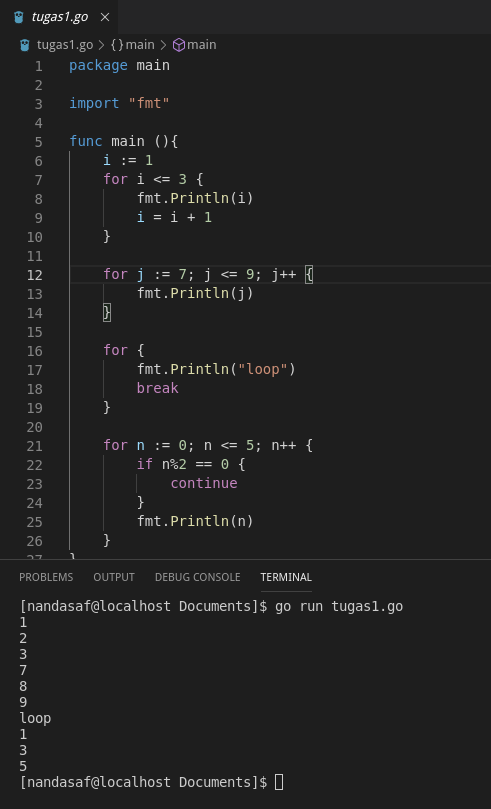 tugas1.go
tugas1.go > {} main > main
1 package main
2
3 import "fmt"
4
5 func main (){
6     i := 1
7     for i <= 3 {
8         fmt.Println(i)
9         i = i + 1
10     }
11
12     for j := 7; j <= 9; j++ {
13         fmt.Println(j)
14     }
15
16     for {
17         fmt.Println("loop")
18         break
19     }
20
21     for n := 0; n <= 5; n++ {
22         if n%2 == 0 {
23             continue
24         }
25         fmt.Println(n)
26     }
27 }
PROBLEMS OUTPUT DEBUG CONSOLE TERMINAL
[nandasaf@localhost Documents]$ go run tugas1.go
1
2
3
7
8
9
loop
1
3
5
[nandasaf@localhost Documents]$